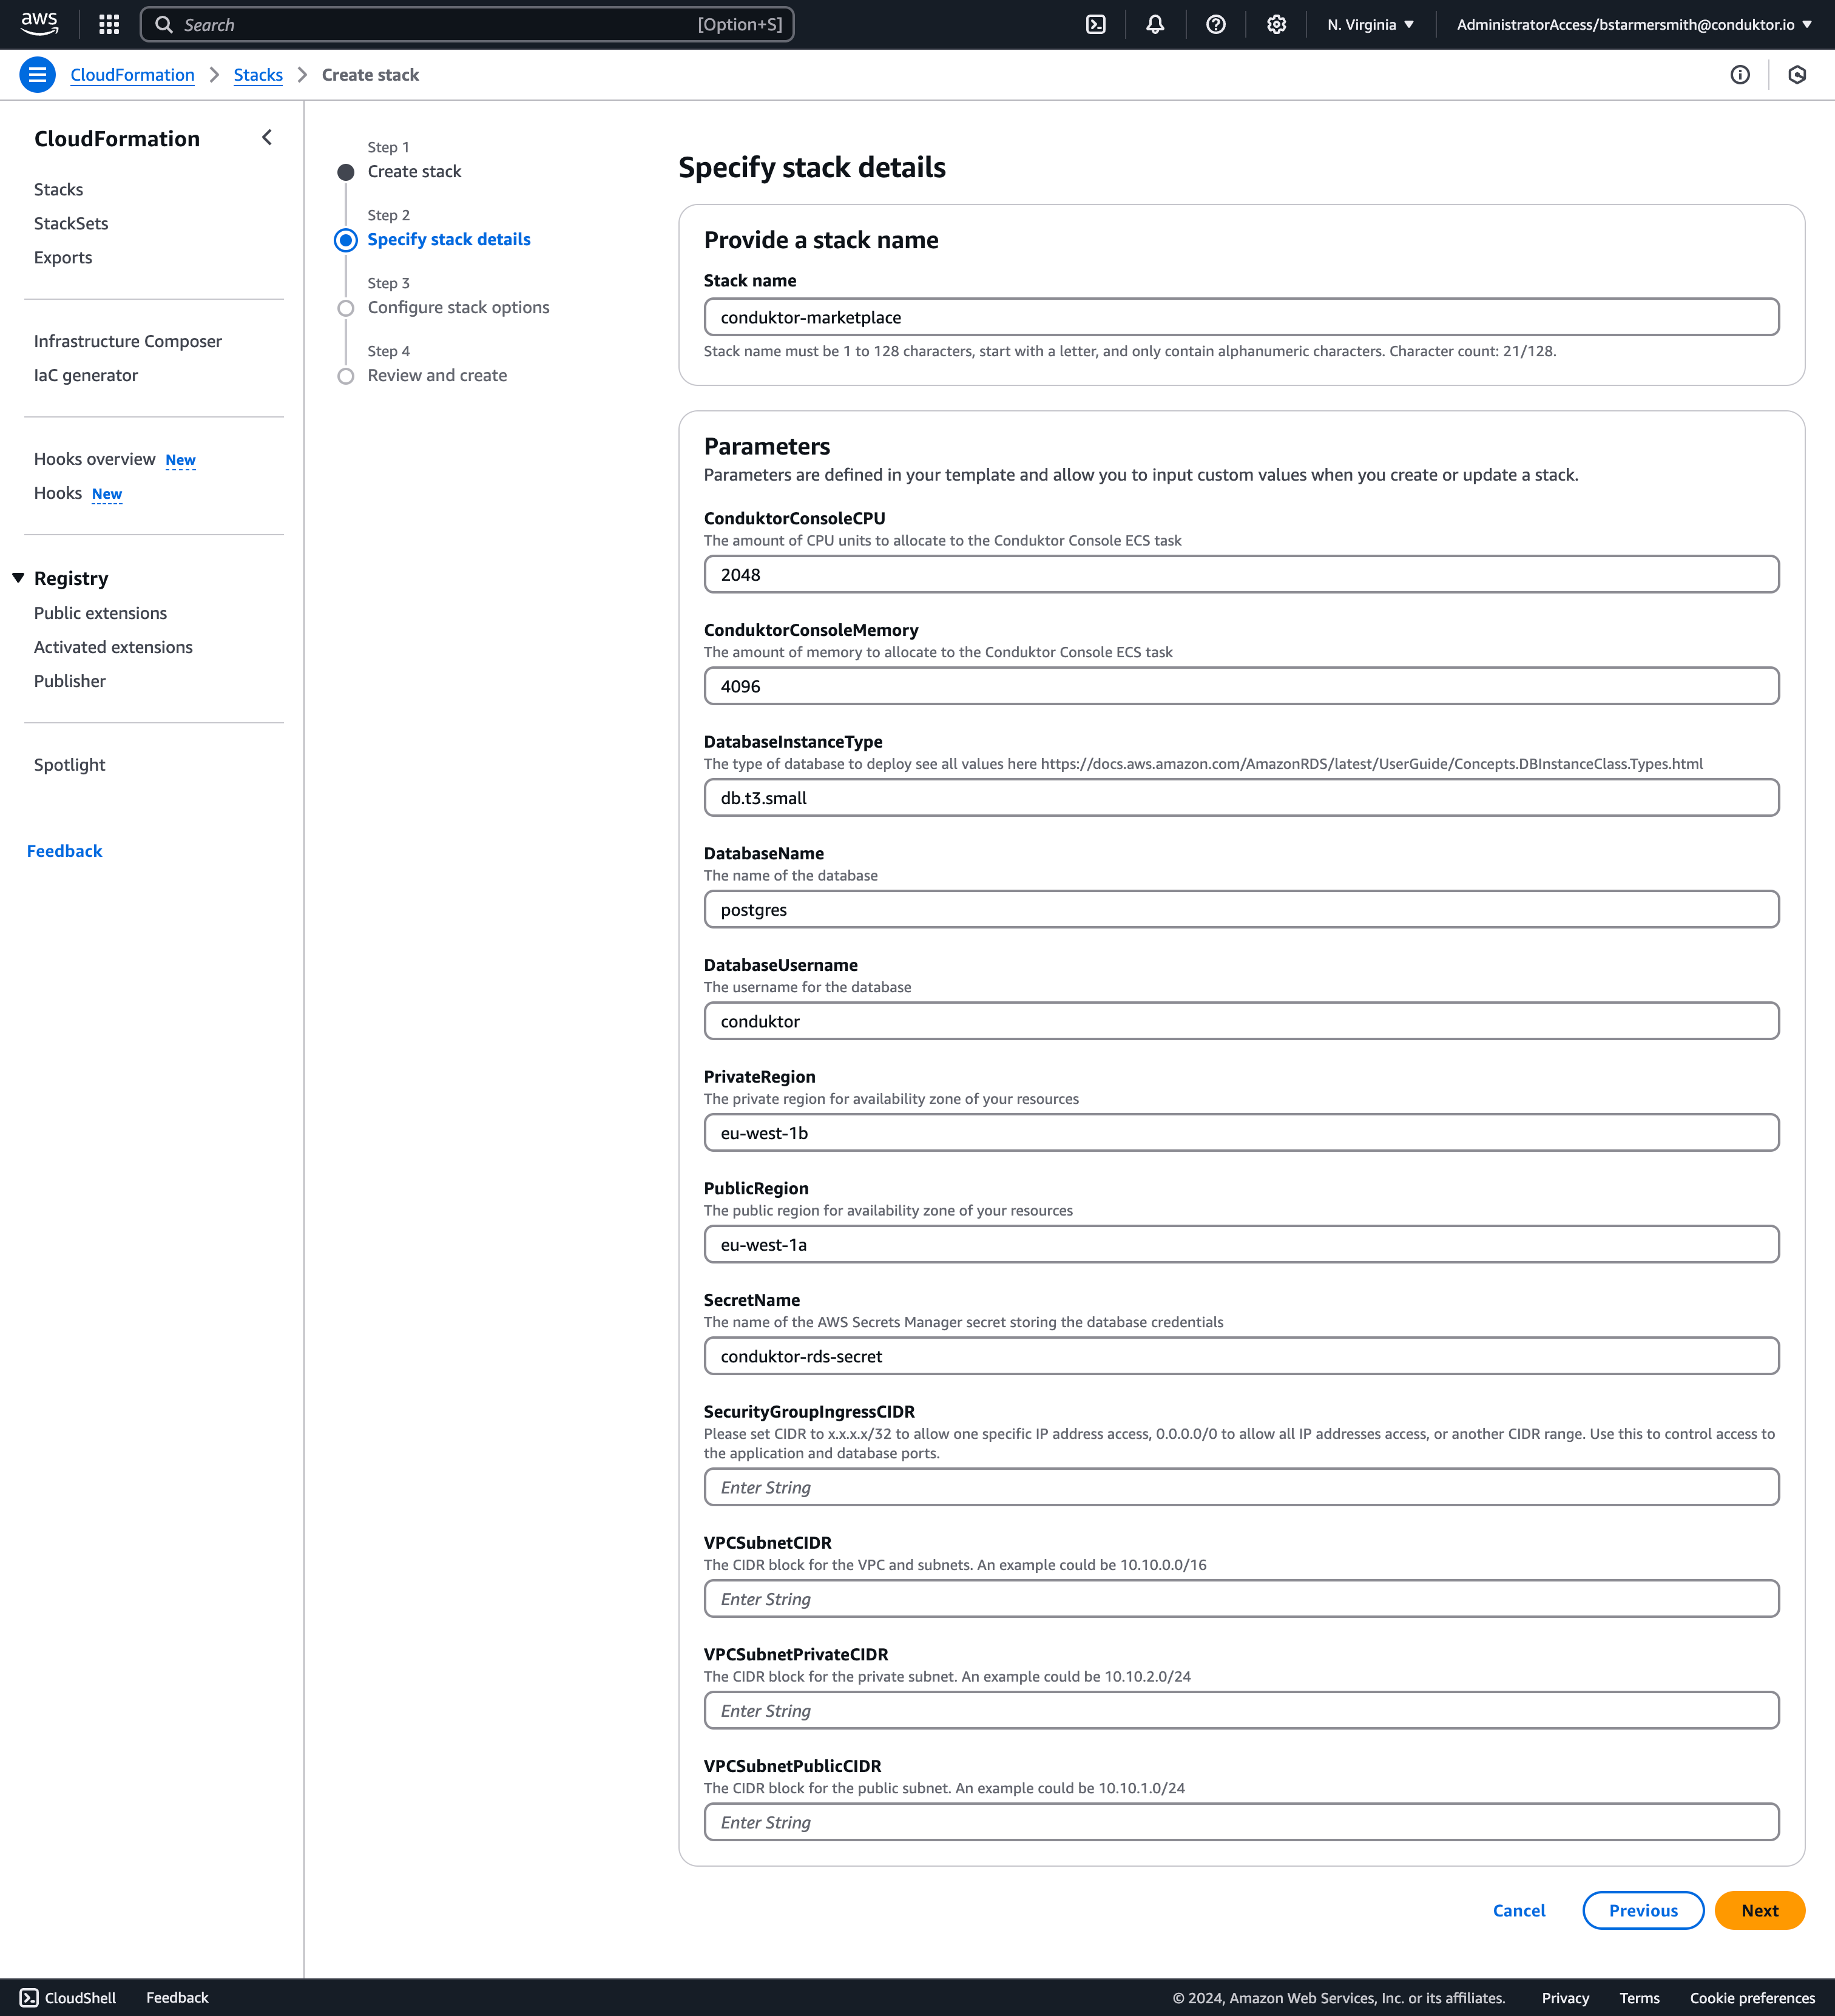 aws
Search [Option+S]
N. Virginia
AdministratorAccess/bstarmersmith@conduktor.io
CloudFormation
Stacks
Create stack
CloudFormation
Stacks
StackSets
Exports
Infrastructure Composer
IaC generator
Hooks overview New
Hooks New
Registry
Public extensions
Activated extensions
Publisher
Spotlight
Feedback
Step 1
Create stack
Step 2
Specify stack details
Step 3
Configure stack options
Step 4
Review and create
Specify stack details
Provide a stack name
Stack name
conduktor-marketplace
Stack name must be 1 to 128 characters, start with a letter, and only contain alphanumeric characters. Character count: 21/128.
Parameters
Parameters are defined in your template and allow you to input custom values when you create or update a stack.
ConduktorConsoleCPU
The amount of CPU units to allocate to the Conduktor Console ECS task
2048
ConduktorConsoleMemory
The amount of memory to allocate to the Conduktor Console ECS task
4096
DatabaseInstanceType
The type of database to deploy see all values here https://docs.aws.amazon.com/AmazonRDS/latest/UserGuide/Concepts.DBInstanceClass.Types.html
db.t3.small
DatabaseName
The name of the database
postgres
DatabaseUsername
The username for the database
conduktor
PrivateRegion
The private region for availability zone of your resources
eu-west-1b
PublicRegion
The public region for availability zone of your resources
eu-west-1a
SecretName
The name of the AWS Secrets Manager secret storing the database credentials
conduktor-rds-secret
SecurityGroupIngressCIDR
Please set CIDR to x.x.x.x/32 to allow one specific IP address access, 0.0.0.0/0 to allow all IP addresses access, or another CIDR range. Use this to control access to
the application and database ports.
Enter String
VPCSubnetCIDR
The CIDR block for the VPC and subnets. An example could be 10.10.0.0/16
Enter String
VPCSubnetPrivateCIDR
The CIDR block for the private subnet. An example could be 10.10.2.0/24
Enter String
VPCSubnetPublicCIDR
The CIDR block for the public subnet. An example could be 10.10.1.0/24
Enter String
Cancel
Previous
Next
CloudShell
Feedback
© 2024, Amazon Web Services, Inc. or its affiliates.
Privacy
Terms
Cookie preferences